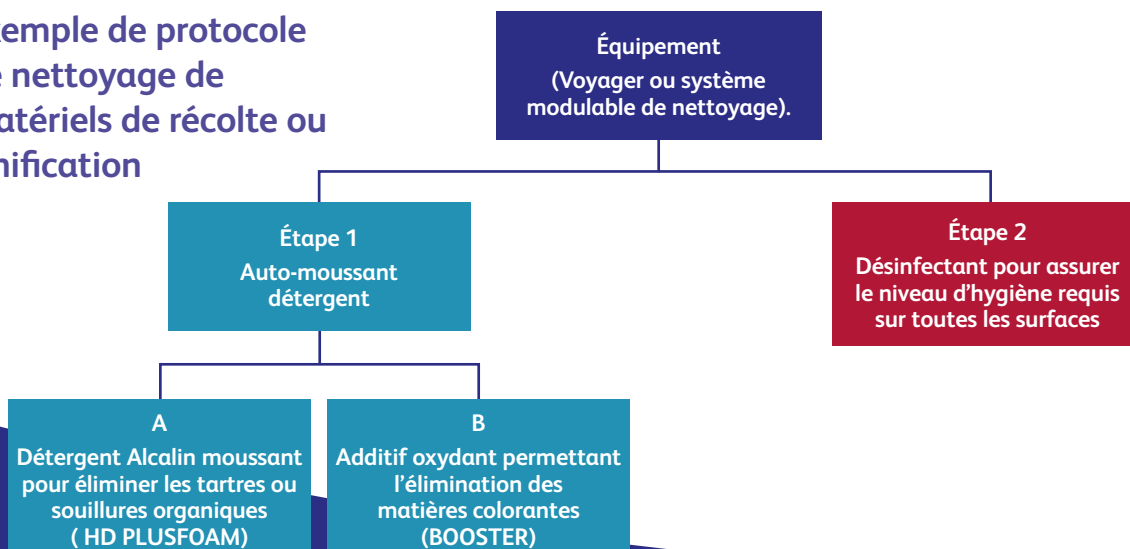 xemple de protocole
e nettoyage de
atériels de récolte ou
nification
Équipement
(Voyager ou système
modulable de nettoyage).
Étape 1
Auto-moussant
détergent
Étape 2
Désinfectant pour assurer
le niveau d'hygiène requis
sur toutes les surfaces
A
Détergent Alcalin moussant
pour éliminer les tartres ou
souillures organiques
( HD PLUSFOAM)
B
Additif oxydant permettant
l'élimination des
matières colorantes
(BOOSTER)